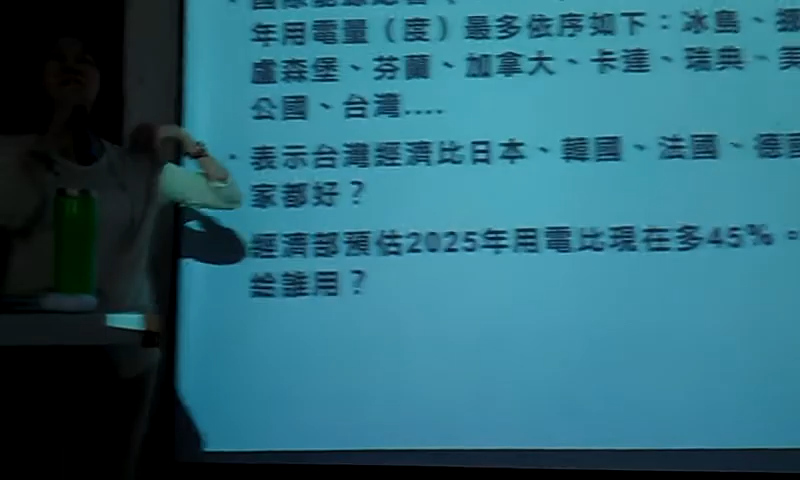 年用電量（度）最多依序如下：冰島、挪
盧森堡、芬蘭、加拿大、卡達、瑞典、
公國、台灣....
表示台灣經濟比日本、韓國、法國、德國
家都好？
經濟部預估2025年用電比現在多45%，
給誰用？